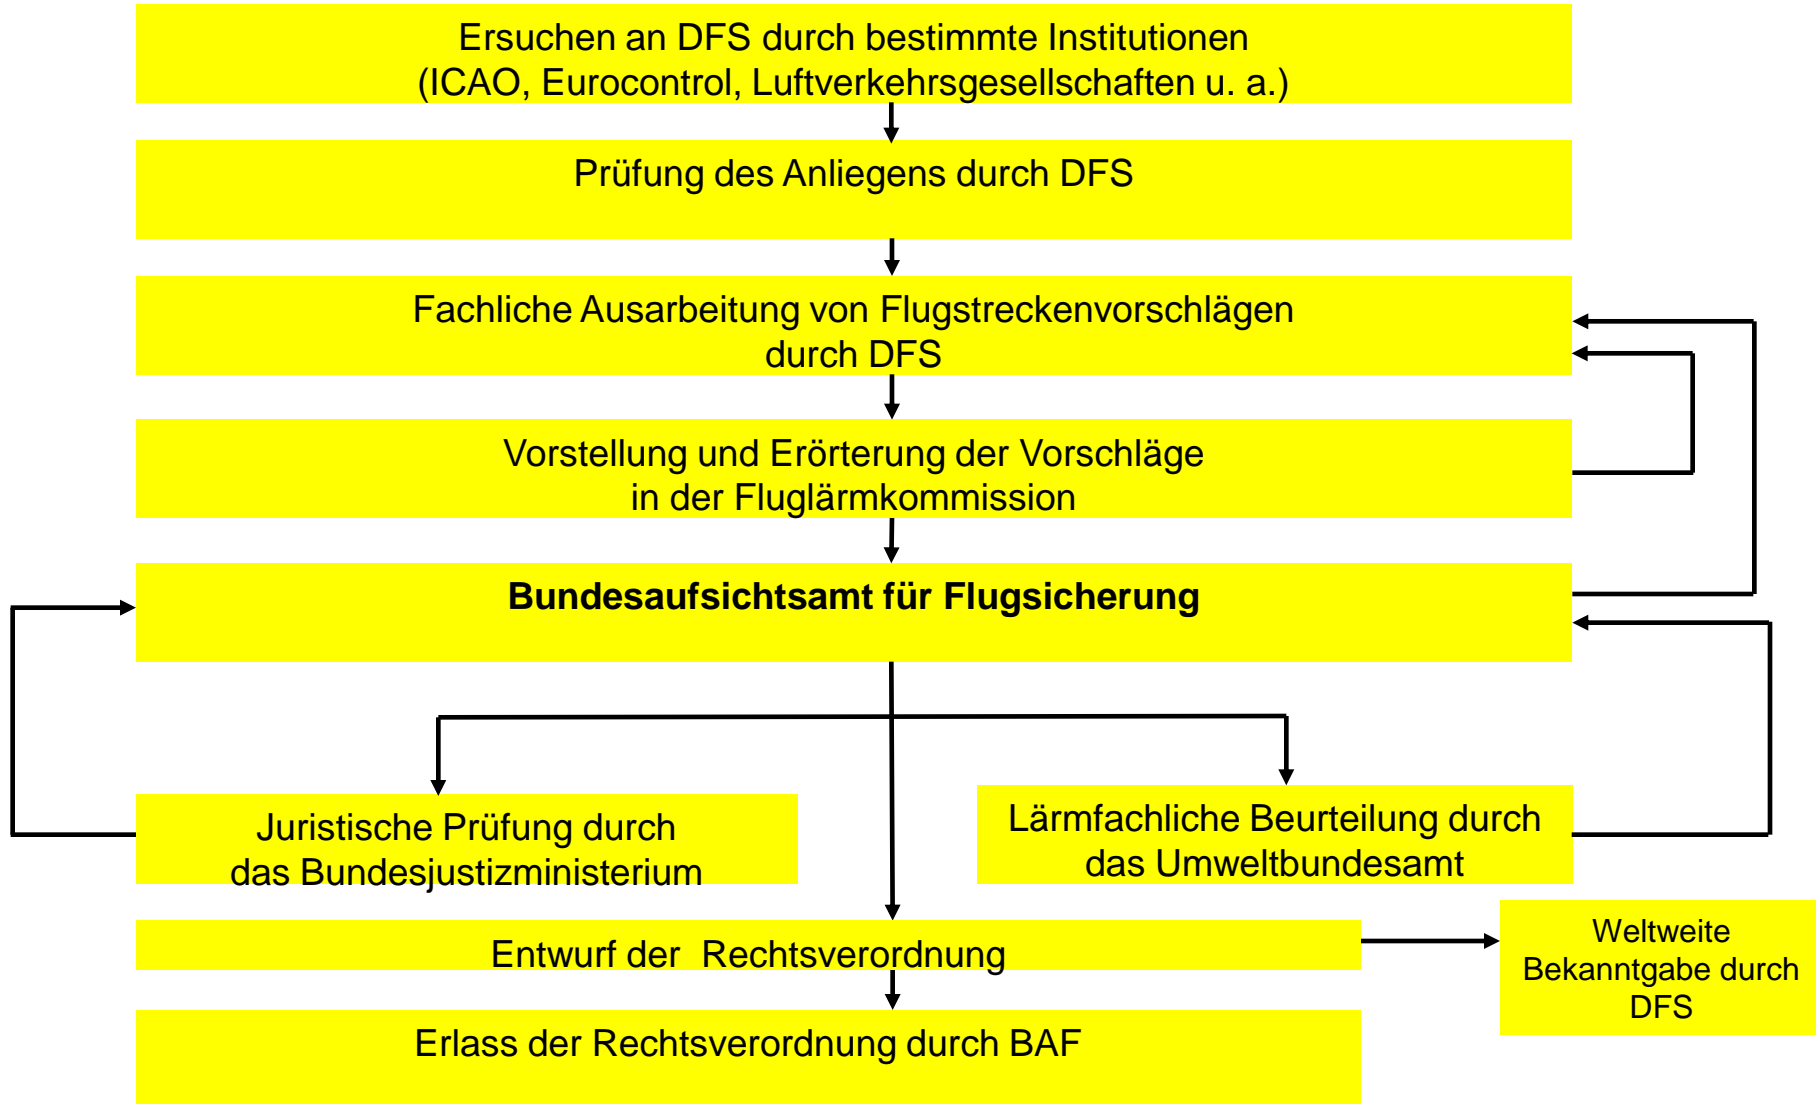 Ersuchen an DFS durch bestimmte Institutionen
(ICAO, Eurocontrol, Luftverkehrsgesellschaften u. a.)
Prüfung des Anliegens durch DFS
Fachliche Ausarbeitung von Flugstreckenvorschlägen
durch DFS
Vorstellung und Erörterung der Vorschläge
in der Fluglärmkommission
Bundesaufsichtsamt für Flugsicherung
Juristische Prüfung durch
das Bundesjustizministerium
Lärmfachliche Beurteilung durch
das Umweltbundesamt
Entwurf der Rechtsverordnung
Weltweite
Bekanntgabe durch
DFS
Erlass der Rechtsverordnung durch BAF